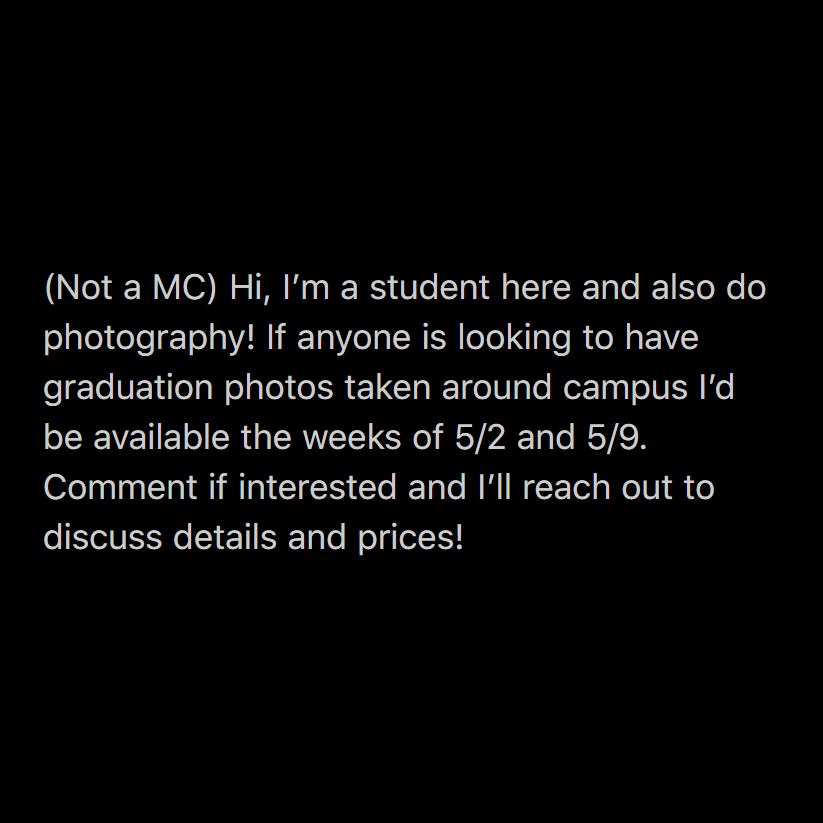 (Not a MC) Hi, I’m a student here and also do
photography! If anyone is looking to have
graduation photos taken around campus I’d
be available the weeks of 5/2 and 5/9.
Comment if interested and I’ll reach out to
discuss details and prices!